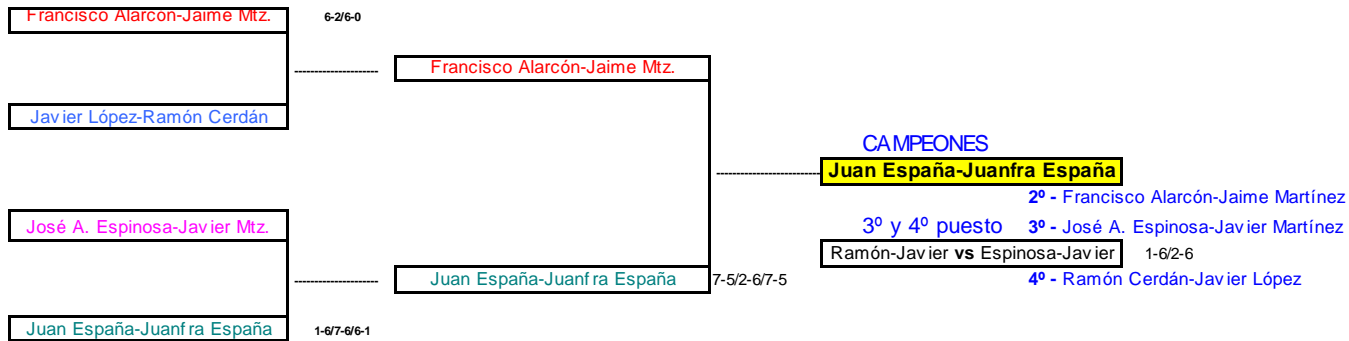 Francisco Alarcón-Jaime Mtz. 6-2/6-0
--------------------- Francisco Alarcón-Jaime Mtz.
Javier López-Ramón Cerdán
CAMPEONES
-------------------------- Juan España-Juanfra España
2º - Francisco Alarcón-Jaime Martínez
José A. Espinosa-Javier Mtz. 3º y 4º puesto 3º - José A. Espinosa-Javier Martínez
Ramón-Javier vs Espinosa-Javier 1-6/2-6
--------------------- Juan España-Juanfra España 7-5/2-6/7-5 4º - Ramón Cerdán-Javier López
Juan España-Juanfra España 1-6/7-6/6-1